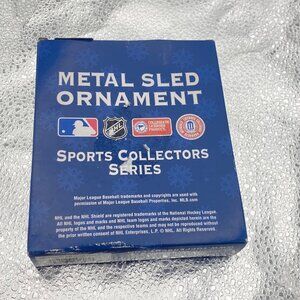 METAL SLED
ORNAMENT
NHL
COLLEGIATE
LICENSED
PRODUCTS
SPORTS COLLECTORS
SERIES
Major League Baseball trademarks and copyrights are used with
permission of Major League Baseball Properties, Inc. MLB.com
NHL and the NHL Shield are registered trademarks of the National Hockey League.
All NHL logos and marks and NHL team logos and marks depicted herein are the
property of the NHL and the respective teams and may not be reproduced without
the prior written consent of NHL Enterprises, L.P. © NHL. All Rights Reserved.